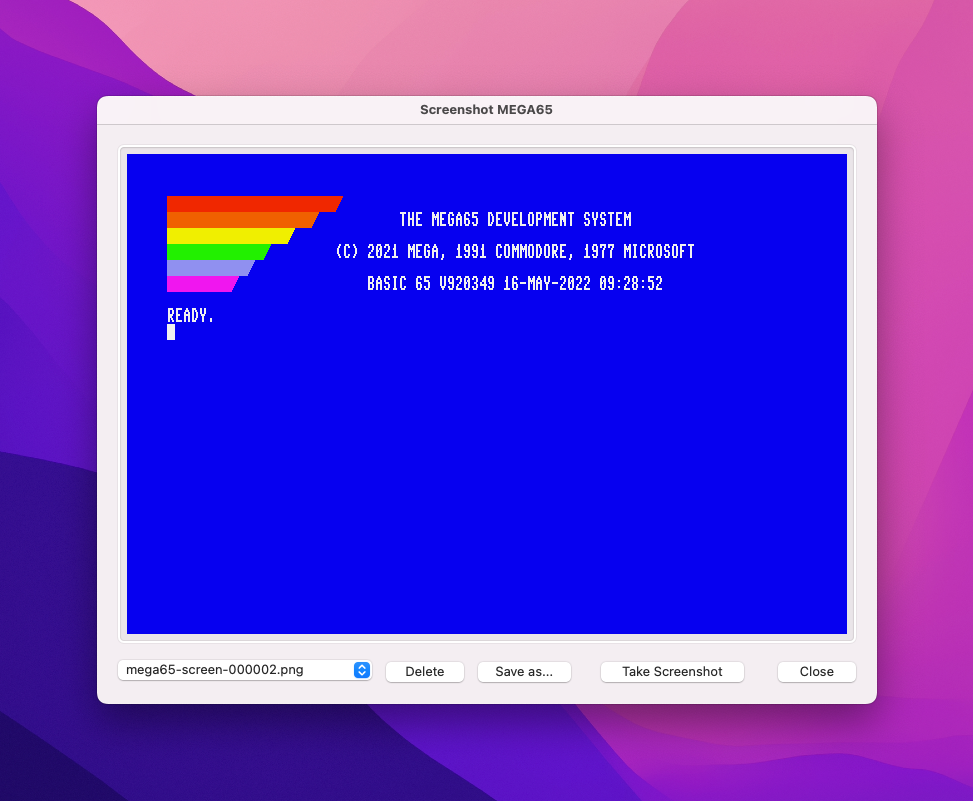 Screenshot MEGA65
THE MEGA65 DEVELOPMENT SYSTEM
(C) 2021 MEGA, 1991 COMMODORE, 1977 MICROSOFT
BASIC 65 V920349 16-MAY-2022 09:28:52
READY.
mega65-screen-000002.png
Delete
Save as...
Take Screenshot
Close